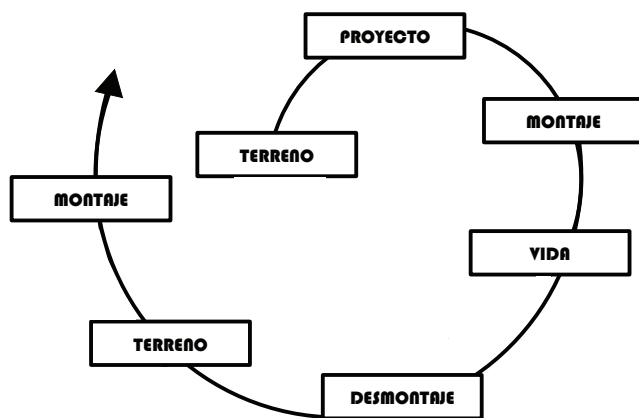 PROYECTO
MONTAJE
TERRENO
MONTAJE
VIDA
TERRENO
DESMONTAJE